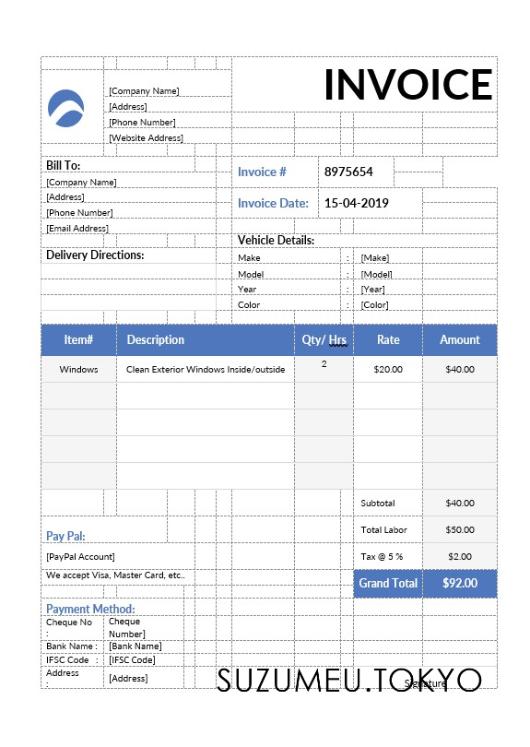 INVOICE
[Company Name]
[Address]
[Phone Number]
[Website Address]
Bill To:
[Company Name]
[Address]
[Phone Number]
[Email Address]
Invoice # 8975654
Invoice Date: 15-04-2019
Delivery Directions:
Vehicle Details:
Make : [Make]
Model : [Model]
Year : [Year]
Color : [Color]
Item# Description Qty/ Hrs Rate Amount
Windows Clean Exterior Windows Inside/outside 2 $20.00 $40.00
Subtotal $40.00
Total Labor $50.00
Tax @ 5 % $2.00
Grand Total $92.00
Pay Pal:
[PayPal Account]
We accept Visa, Master Card, etc..
Payment Method:
Cheque No : Cheque Number]
Bank Name : [Bank Name]
IFSC Code : [IFSC Code]
Address : [Address]
Signature
SUZUMEU.TOKYO